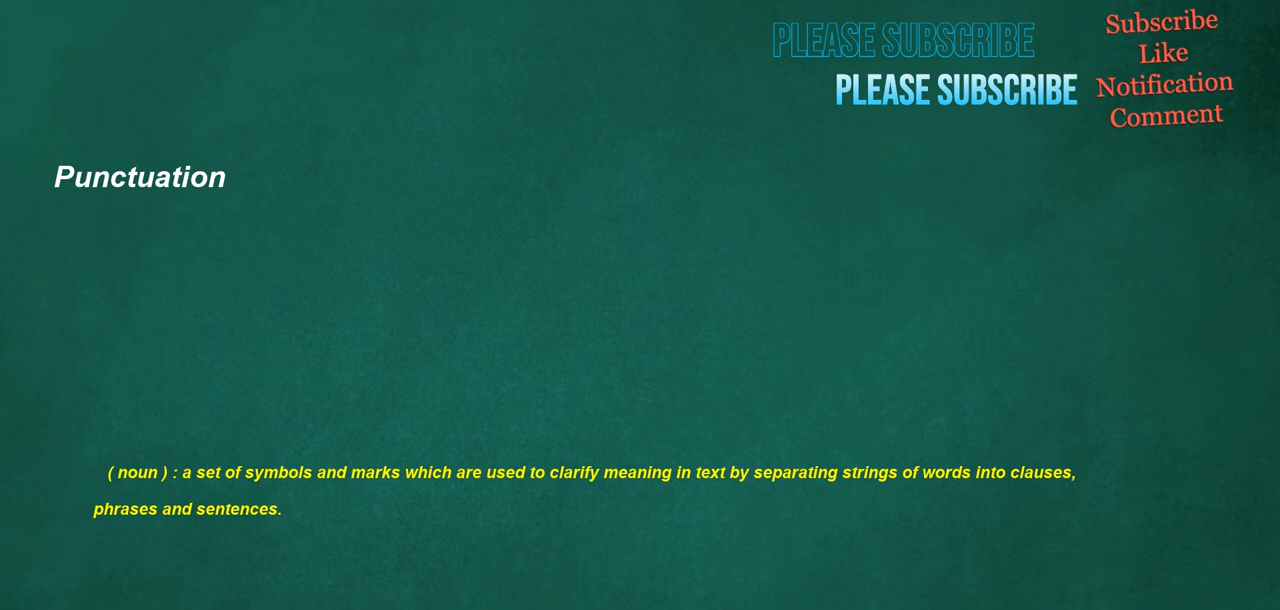 PLEASE SUBSCRIBE
PLEASE SUBSCRIBE
Subscribe
Like
Notification
Comment
Punctuation
( noun ) : a set of symbols and marks which are used to clarify meaning in text by separating strings of words into clauses,
phrases and sentences.